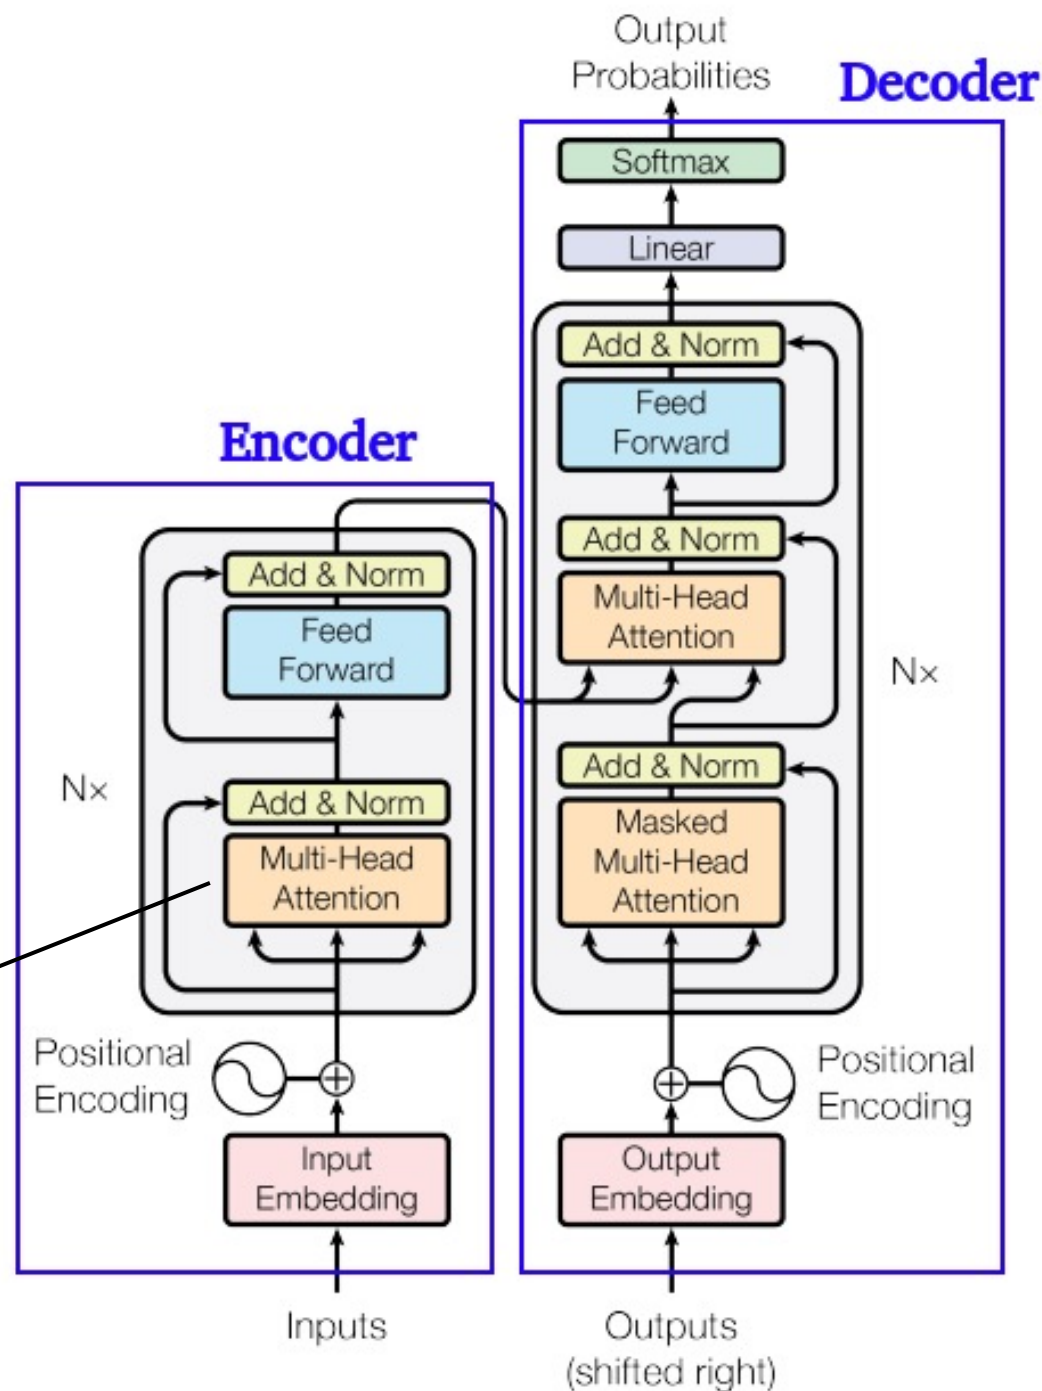 Output
Probabilities
Decoder
Softmax
Linear
Add & Norm
Feed
Forward
Add & Norm
Multi-Head
Attention
Nx
Add & Norm
Masked
Multi-Head
Attention
Positional
Encoding
Output
Embedding
Outputs
(shifted right)
Encoder
Add & Norm
Feed
Forward
Nx
Add & Norm
Multi-Head
Attention
Positional
Encoding
Input
Embedding
Inputs